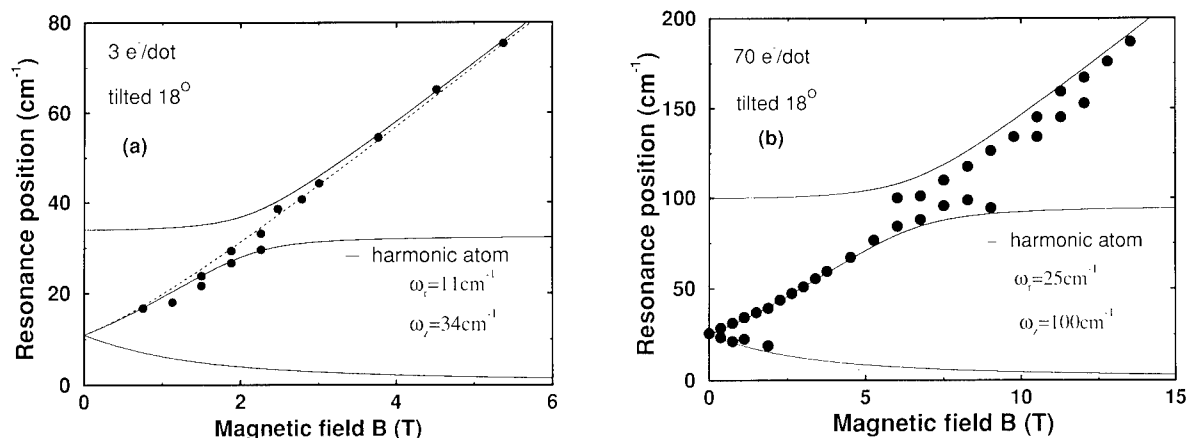 Resonance position (cm⁻¹)
80
60
40
20
0
3 e⁻/dot
tilted 18°
(a)
— harmonic atom
ωᵣ=11cm⁻¹
ω_z=34cm⁻¹
0 2 4 6
Magnetic field B (T)
Resonance position (cm⁻¹)
200
150
100
50
0
70 e⁻/dot
tilted 18°
(b)
— harmonic atom
ωᵣ=25cm⁻¹
ω_z=100cm⁻¹
0 5 10 15
Magnetic field B (T)